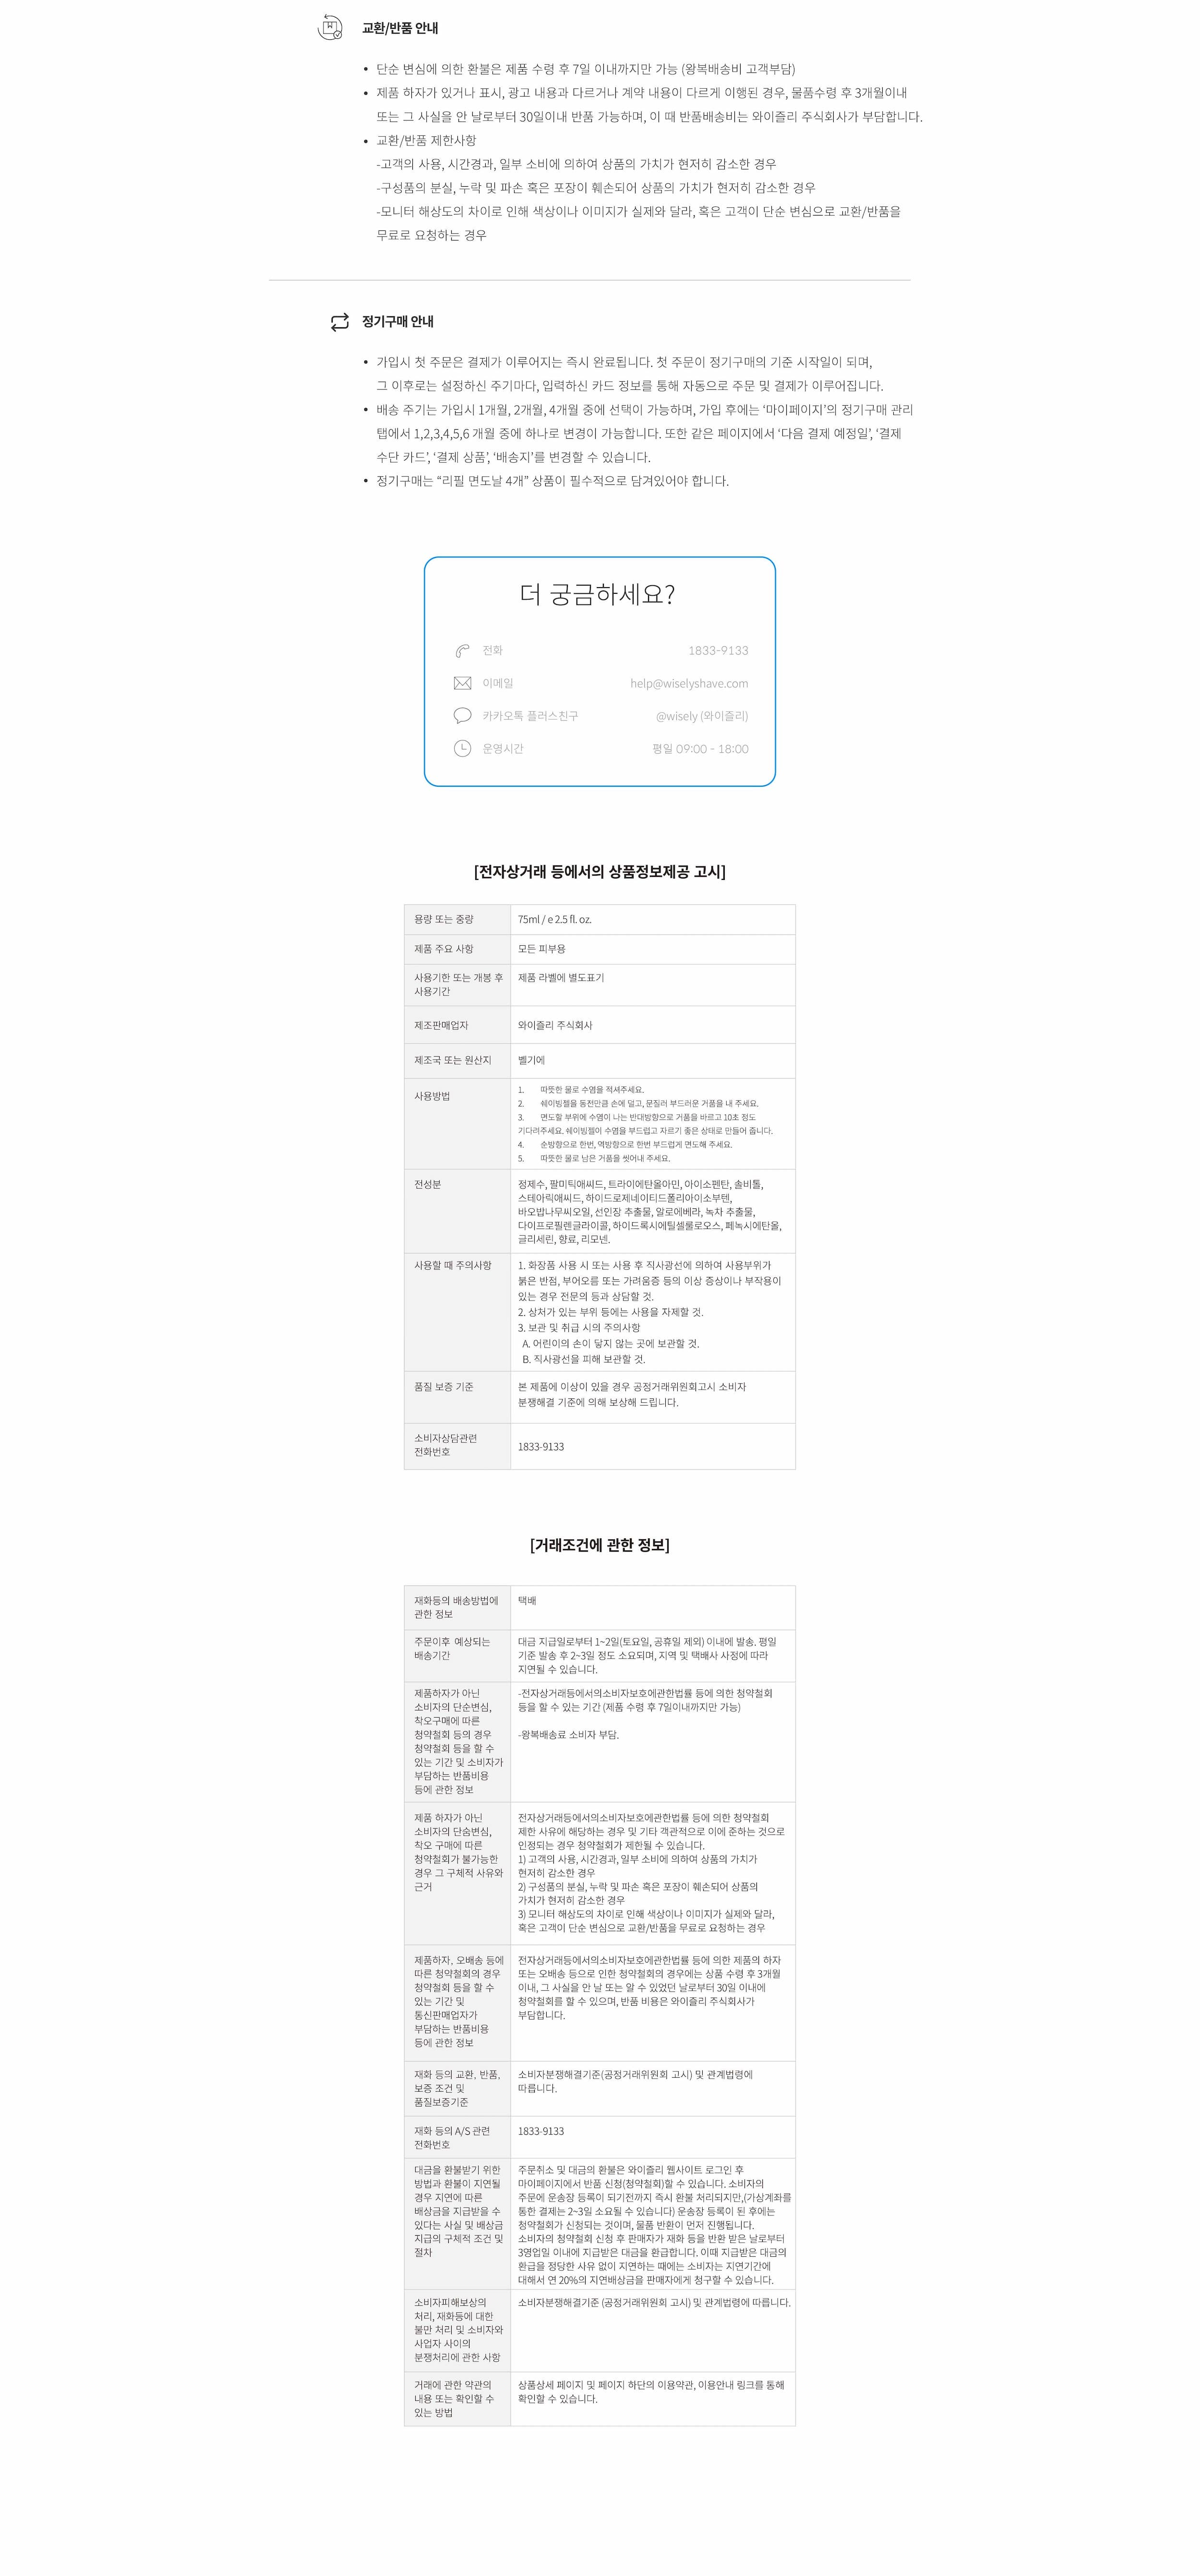 교환/반품 안내
• 단순 변심에 의한 환불은 제품 수령 후 7일 이내까지만 가능 (왕복배송비 고객부담)
• 제품 하자가 있거나 표시, 광고 내용과 다르거나 계약 내용이 다르게 이행된 경우, 물품수령 후 3개월이내
또는 그 사실을 안 날로부터 30일이내 반품 가능하며, 이 때 반품배송비는 와이즐리 주식회사가 부담합니다.
• 교환/반품 제한사항
-고객의 사용, 시간경과, 일부 소비에 의하여 상품의 가치가 현저히 감소한 경우
-구성품의 분실, 누락 및 파손 혹은 포장이 훼손되어 상품의 가치가 현저히 감소한 경우
-모니터 해상도의 차이로 인해 색상이나 이미지가 실제와 달라, 혹은 고객이 단순 변심으로 교환/반품을
무료로 요청하는 경우
정기구매 안내
• 가입시 첫 주문은 결제가 이루어지는 즉시 완료됩니다. 첫 주문이 정기구매의 기준 시작일이 되며,
그 이후로는 설정하신 주기마다, 입력하신 카드 정보를 통해 자동으로 주문 및 결제가 이루어집니다.
• 배송 주기는 가입시 1개월, 2개월, 4개월 중에 선택이 가능하며, 가입 후에는 ‘마이페이지’의 정기구매 관리
탭에서 1,2,3,4,5,6 개월 중에 하나로 변경이 가능합니다. 또한 같은 페이지에서 ‘다음 결제 예정일’, ‘결제
수단 카드’, ‘결제 상품’, ‘배송지’를 변경할 수 있습니다.
• 정기구매는 “리필 면도날 4개” 상품이 필수적으로 담겨있어야 합니다.
더 궁금하세요?
전화 1833-9133
이메일 help@wiselyshave.com
카카오톡 플러스친구 @wisely (와이즐리)
운영시간 평일 09:00 - 18:00
[전자상거래 등에서의 상품정보제공 고시]
용량 또는 중량 75ml / e 2.5 fl. oz.
제품 주요 사항 모든 피부용
사용기한 또는 개봉 후
사용기간
제품 라벨에 별도표기
제조판매업자 와이즐리 주식회사
제조국 또는 원산지 벨기에
사용방법
1. 따뜻한 물로 수염을 적셔주세요.
2. 쉐이빙젤을 동전만큼 손에 덜고, 문질러 부드러운 거품을 내 주세요.
3. 면도할 부위에 수염이 나는 반대방향으로 거품을 바르고 10초 정도
기다려주세요. 쉐이빙젤이 수염을 부드럽고 자르기 좋은 상태로 만들어 줍니다.
4. 순방향으로 한번, 역방향으로 한번 부드럽게 면도해 주세요.
5. 따뜻한 물로 남은 거품을 씻어내 주세요.
전성분
정제수, 팔미틱애씨드, 트라이에탄올아민, 아이소펜탄, 솔비톨,
스테아릭애씨드, 하이드로제네이티드폴리아이소부텐,
바오밥나무씨오일, 선인장 추출물, 알로에베라, 녹차 추출물,
다이프로필렌글라이콜, 하이드록시에틸셀룰로오스, 페녹시에탄올,
글리세린, 향료, 리모넨.
사용할 때 주의사항
1. 화장품 사용 시 또는 사용 후 직사광선에 의하여 사용부위가
붉은 반점, 부어오름 또는 가려움증 등의 이상 증상이나 부작용이
있는 경우 전문의 등과 상담할 것.
2. 상처가 있는 부위 등에는 사용을 자제할 것.
3. 보관 및 취급 시의 주의사항
A. 어린이의 손이 닿지 않는 곳에 보관할 것.
B. 직사광선을 피해 보관할 것.
품질 보증 기준
본 제품에 이상이 있을 경우 공정거래위원회고시 소비자
분쟁해결 기준에 의해 보상해 드립니다.
소비자상담관련
전화번호
1833-9133
[거래조건에 관한 정보]
재화등의 배송방법에
관한 정보
택배
주문이후 예상되는
배송기간
대금 지급일로부터 1~2일(토요일, 공휴일 제외) 이내에 발송. 평일
기준 발송 후 2~3일 정도 소요되며, 지역 및 택배사 사정에 따라
지연될 수 있습니다.
제품하자가 아닌
소비자의 단순변심,
착오구매에 따른
청약철회 등의 경우
청약철회 등을 할 수
있는 기간 및 소비자가
부담하는 반품비용
등에 관한 정보
-전자상거래등에서의소비자보호에관한법률 등에 의한 청약철회
등을 할 수 있는 기간 (제품 수령 후 7일이내까지만 가능)
-왕복배송료 소비자 부담.
제품 하자가 아닌
소비자의 단숨변심,
착오 구매에 따른
청약철회가 불가능한
경우 그 구체적 사유와
근거
전자상거래등에서의소비자보호에관한법률 등에 의한 청약철회
제한 사유에 해당하는 경우 및 기타 객관적으로 이에 준하는 것으로
인정되는 경우 청약철회가 제한될 수 있습니다.
1) 고객의 사용, 시간경과, 일부 소비에 의하여 상품의 가치가
현저히 감소한 경우
2) 구성품의 분실, 누락 및 파손 혹은 포장이 훼손되어 상품의
가치가 현저히 감소한 경우
3) 모니터 해상도의 차이로 인해 색상이나 이미지가 실제와 달라,
혹은 고객이 단순 변심으로 교환/반품을 무료로 요청하는 경우
제품하자, 오배송 등에
따른 청약철회의 경우
청약철회 등을 할 수
있는 기간 및
통신판매업자가
부담하는 반품비용
등에 관한 정보
전자상거래등에서의소비자보호에관한법률 등에 의한 제품의 하자
또는 오배송 등으로 인한 청약철회의 경우에는 상품 수령 후 3개월
이내, 그 사실을 안 날 또는 알 수 있었던 날로부터 30일 이내에
청약철회를 할 수 있으며, 반품 비용은 와이즐리 주식회사가
부담합니다.
재화 등의 교환, 반품,
보증 조건 및
품질보증기준
소비자분쟁해결기준(공정거래위원회 고시) 및 관계법령에
따릅니다.
재화 등의 A/S 관련
전화번호
1833-9133
대금을 환불받기 위한
방법과 환불이 지연될
경우 지연에 따른
배상금을 지급받을 수
있다는 사실 및 배상금
지급의 구체적 조건 및
절차
주문취소 및 대금의 환불은 와이즐리 웹사이트 로그인 후
마이페이지에서 반품 신청(청약철회)할 수 있습니다. 소비자의
주문에 운송장 등록이 되기전까지 즉시 환불 처리되지만,(가상계좌를
통한 결제는 2~3일 소요될 수 있습니다) 운송장 등록이 된 후에는
청약철회가 신청되는 것이며, 물품 반환이 먼저 진행됩니다.
소비자의 청약철회 신청 후 판매자가 재화 등을 반환 받은 날로부터
3영업일 이내에 지급받은 대금을 환급합니다. 이때 지급받은 대금의
환급을 정당한 사유 없이 지연하는 때에는 소비자는 지연기간에
대해서 연 20%의 지연배상금을 판매자에게 청구할 수 있습니다.
소비자피해보상의
처리, 재화등에 대한
불만 처리 및 소비자와
사업자 사이의
분쟁처리에 관한 사항
소비자분쟁해결기준 (공정거래위원회 고시) 및 관계법령에 따릅니다.
거래에 관한 약관의
내용 또는 확인할 수
있는 방법
상품상세 페이지 및 페이지 하단의 이용약관, 이용안내 링크를 통해
확인할 수 있습니다.